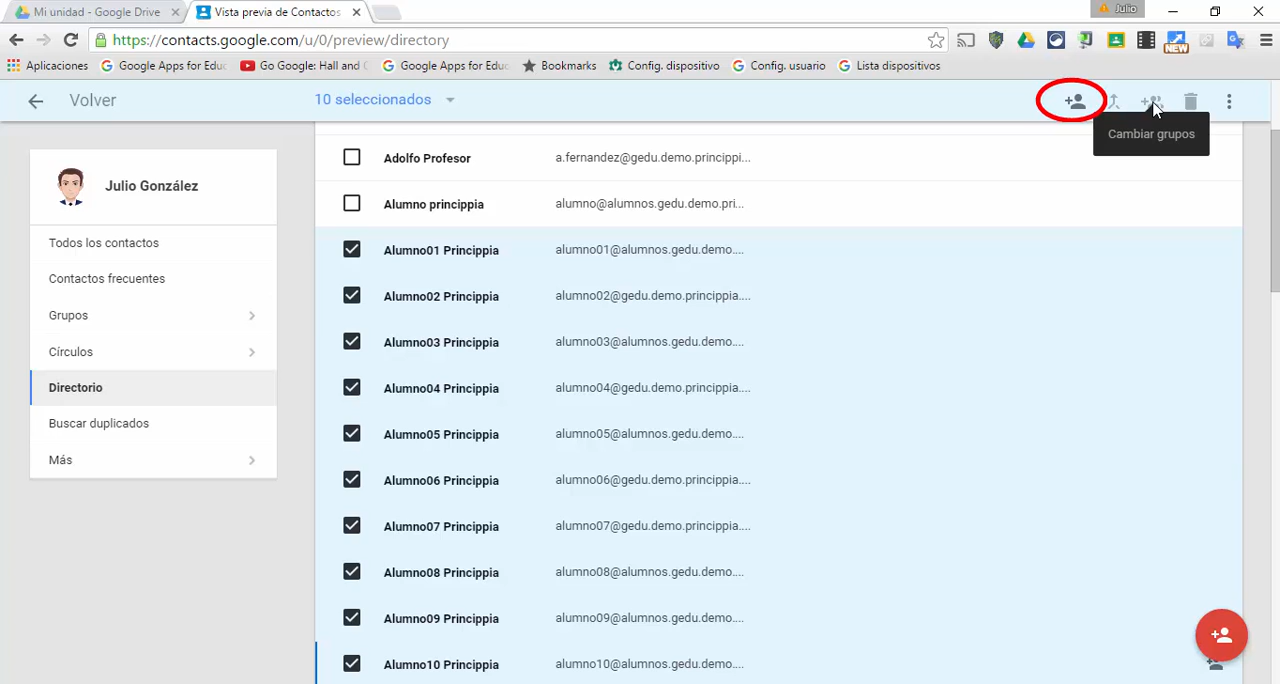 Mi unidad - Google Drive
Vista previa de Contactos
Julio
https://contacts.google.com/u/0/preview/directory
NEW
Aplicaciones
Google Apps for Edu
Go Google: Hall and
Google Apps for Edu
Bookmarks
Config. dispositivo
Config. usuario
Lista dispositivos
Volver
10 seleccionados
Cambiar grupos
Julio González
Todos los contactos
Contactos frecuentes
Grupos
Círculos
Directorio
Buscar duplicados
Más
Adolfo Profesor a.fernandez@gedu.demo.princippi...
Alumno princippia alumno@alumnos.gedu.demo.pri...
Alumno01 Princippia alumno01@alumnos.gedu.demo....
Alumno02 Princippia alumno02@gedu.demo.princippia....
Alumno03 Princippia alumno03@alumnos.gedu.demo....
Alumno04 Princippia alumno04@gedu.demo.princippia....
Alumno05 Princippia alumno05@alumnos.gedu.demo....
Alumno06 Princippia alumno06@gedu.demo.princippia....
Alumno07 Princippia alumno07@gedu.demo.princippia....
Alumno08 Princippia alumno08@alumnos.gedu.demo....
Alumno09 Princippia alumno09@alumnos.gedu.demo....
Alumno10 Princippia alumno10@alumnos.gedu.demo....